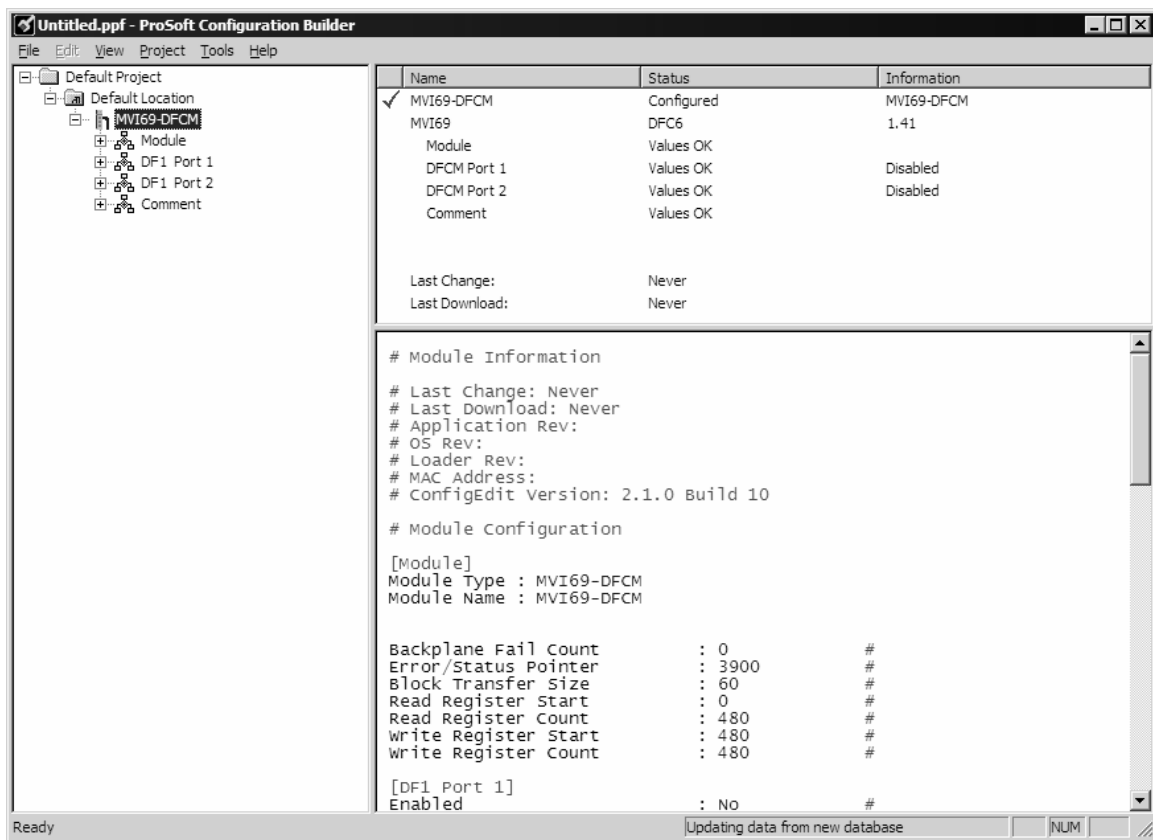 Untitled.ppf - ProSoft Configuration Builder
File Edit View Project Tools Help
Default Project
Default Location
MVI69-DFCM
Module
DF1 Port 1
DF1 Port 2
Comment
Name Status Information
MVI69-DFCM Configured MVI69-DFCM
MVI69 DFC6 1.41
Module Values OK
DFCM Port 1 Values OK Disabled
DFCM Port 2 Values OK Disabled
Comment Values OK
Last Change: Never
Last Download: Never
# Module Information
# Last Change: Never
# Last Download: Never
# Application Rev:
# OS Rev:
# Loader Rev:
# MAC Address:
# ConfigEdit Version: 2.1.0 Build 10
# Module Configuration
[Module]
Module Type : MVI69-DFCM
Module Name : MVI69-DFCM
Backplane Fail Count : 0 #
Error/Status Pointer : 3900 #
Block Transfer Size : 60 #
Read Register Start : 0 #
Read Register Count : 480 #
Write Register Start : 480 #
Write Register Count : 480 #
[DF1 Port 1]
Enabled : No #
Ready Updating data from new database NUM